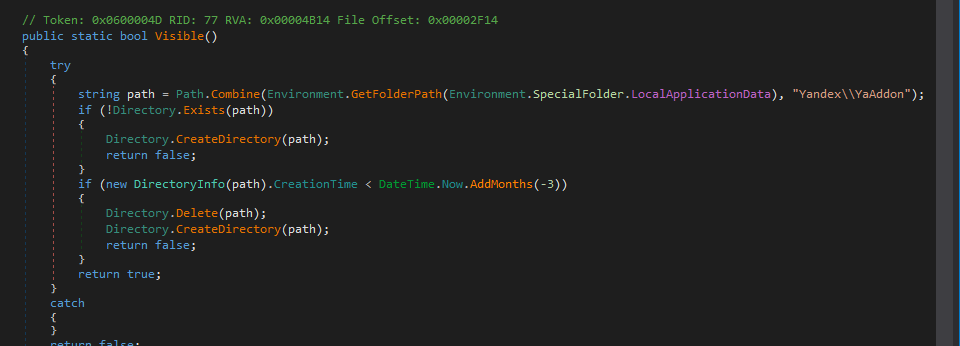 // Token: 0x0600004D RID: 77 RVA: 0x00004B14 File Offset: 0x00002F14
public static bool Visible()
{
try
{
string path = Path.Combine(Environment.GetFolderPath(Environment.SpecialFolder.LocalApplicationData), "Yandex\\YaAddon");
if (!Directory.Exists(path))
{
Directory.CreateDirectory(path);
return false;
}
if (new DirectoryInfo(path).CreationTime < DateTime.Now.AddMonths(-3))
{
Directory.Delete(path);
Directory.CreateDirectory(path);
return false;
}
return true;
}
catch
{
}
return false;